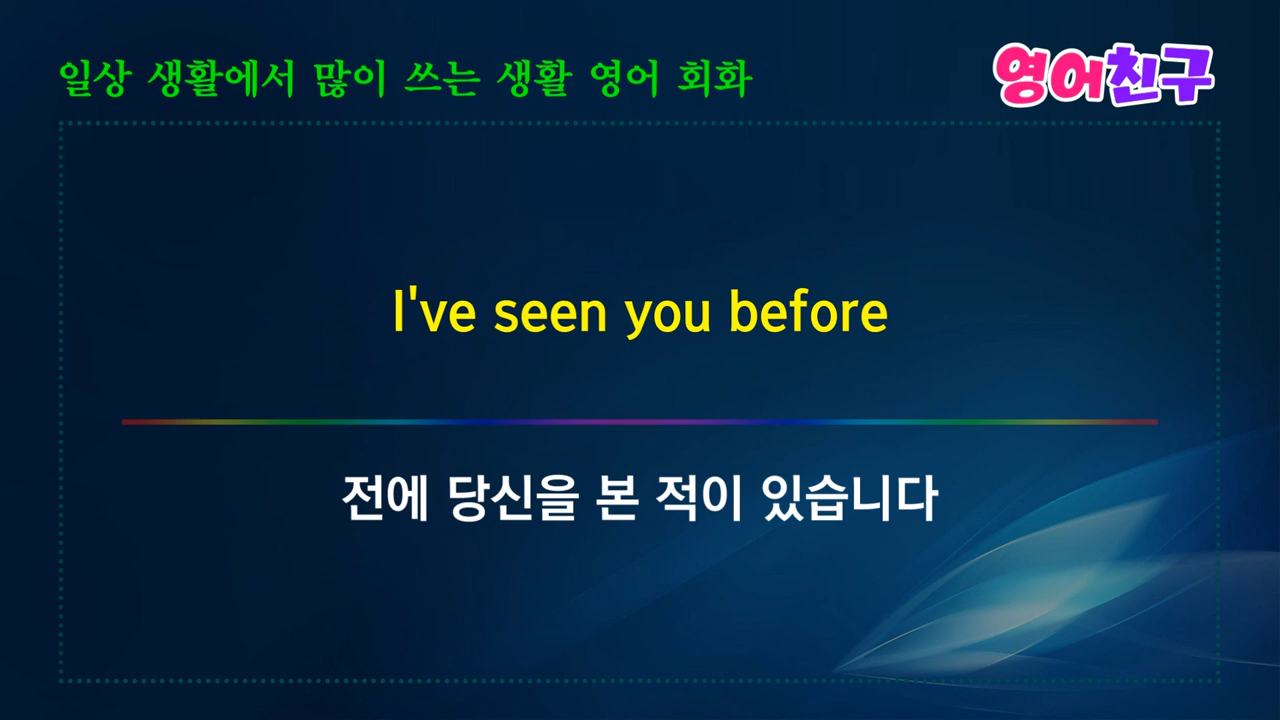 일상 생활에서 많이 쓰는 생활 영어 회화
영어친구
I've seen you before
전에 당신을 본 적이 있습니다